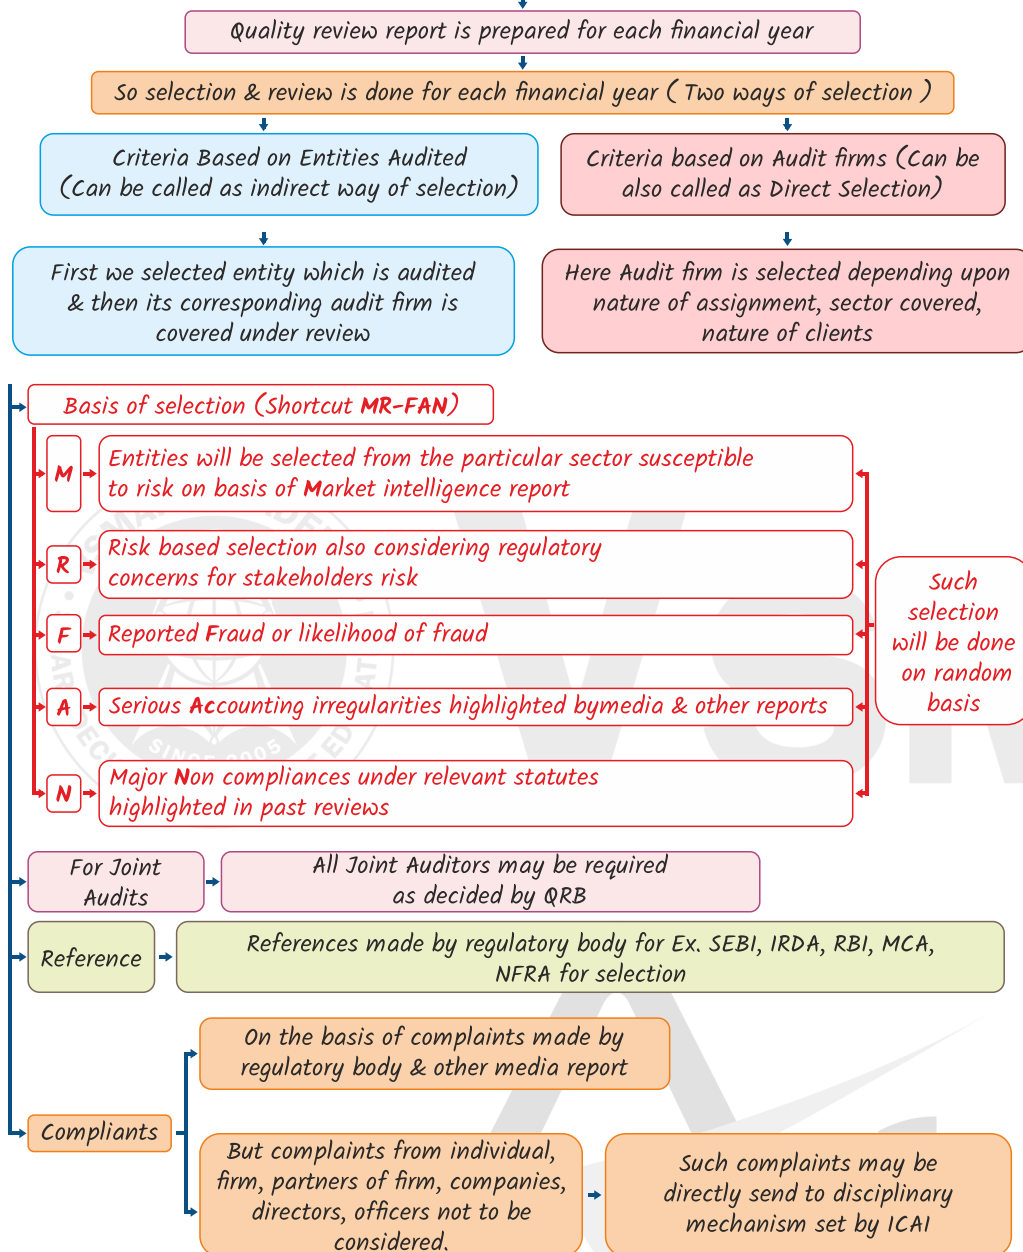 Quality review report is prepared for each financial year
So selection & review is done for each financial year ( Two ways of selection )
Criteria Based on Entities Audited
(Can be called as indirect way of selection)
Criteria based on Audit firms (Can be
also called as Direct Selection)
First we selected entity which is audited
& then its corresponding audit firm is
covered under review
Here Audit firm is selected depending upon
nature of assignment, sector covered,
nature of clients
Basis of selection (Shortcut MR-FAN)
M
Entities will be selected from the particular sector susceptible
to risk on basis of Market intelligence report
R
Risk based selection also considering regulatory
concerns for stakeholders risk
F
Reported Fraud or likelihood of fraud
A
Serious Accounting irregularities highlighted bymedia & other reports
N
Major Non compliances under relevant statutes
highlighted in past reviews
Such
selection
will be done
on random
basis
For Joint
Audits
All Joint Auditors may be required
as decided by QRB
Reference
References made by regulatory body for Ex. SEBI, IRDA, RBI, MCA,
NFRA for selection
Compliants
On the basis of complaints made by
regulatory body & other media report
But complaints from individual,
firm, partners of firm, companies,
directors, officers not to be
considered.
Such complaints may be
directly send to disciplinary
mechanism set by ICAI
SINCE 2005